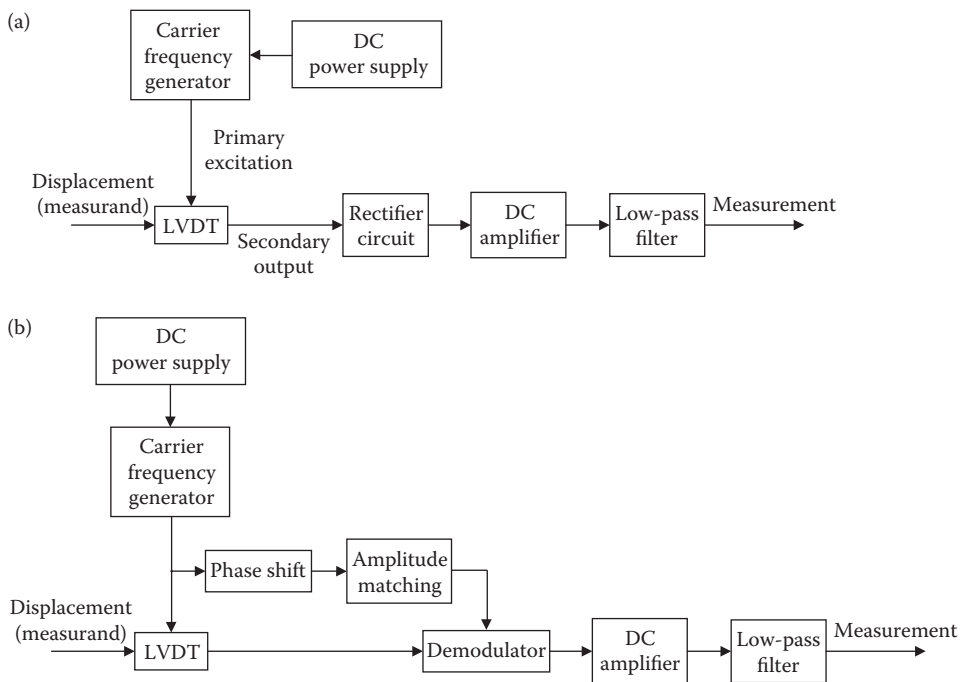 (a)
Carrier
frequency
generator
DC
power supply
Primary
excitation
Displacement
(measurand)
LVDT
Secondary
output
Rectifier
circuit
DC
amplifier
Low-pass
filter
Measurement
(b)
DC
power supply
Carrier
frequency
generator
Phase shift
Amplitude
matching
Displacement
(measurand)
LVDT
Demodulator
DC
amplifier
Low-pass
filter
Measurement